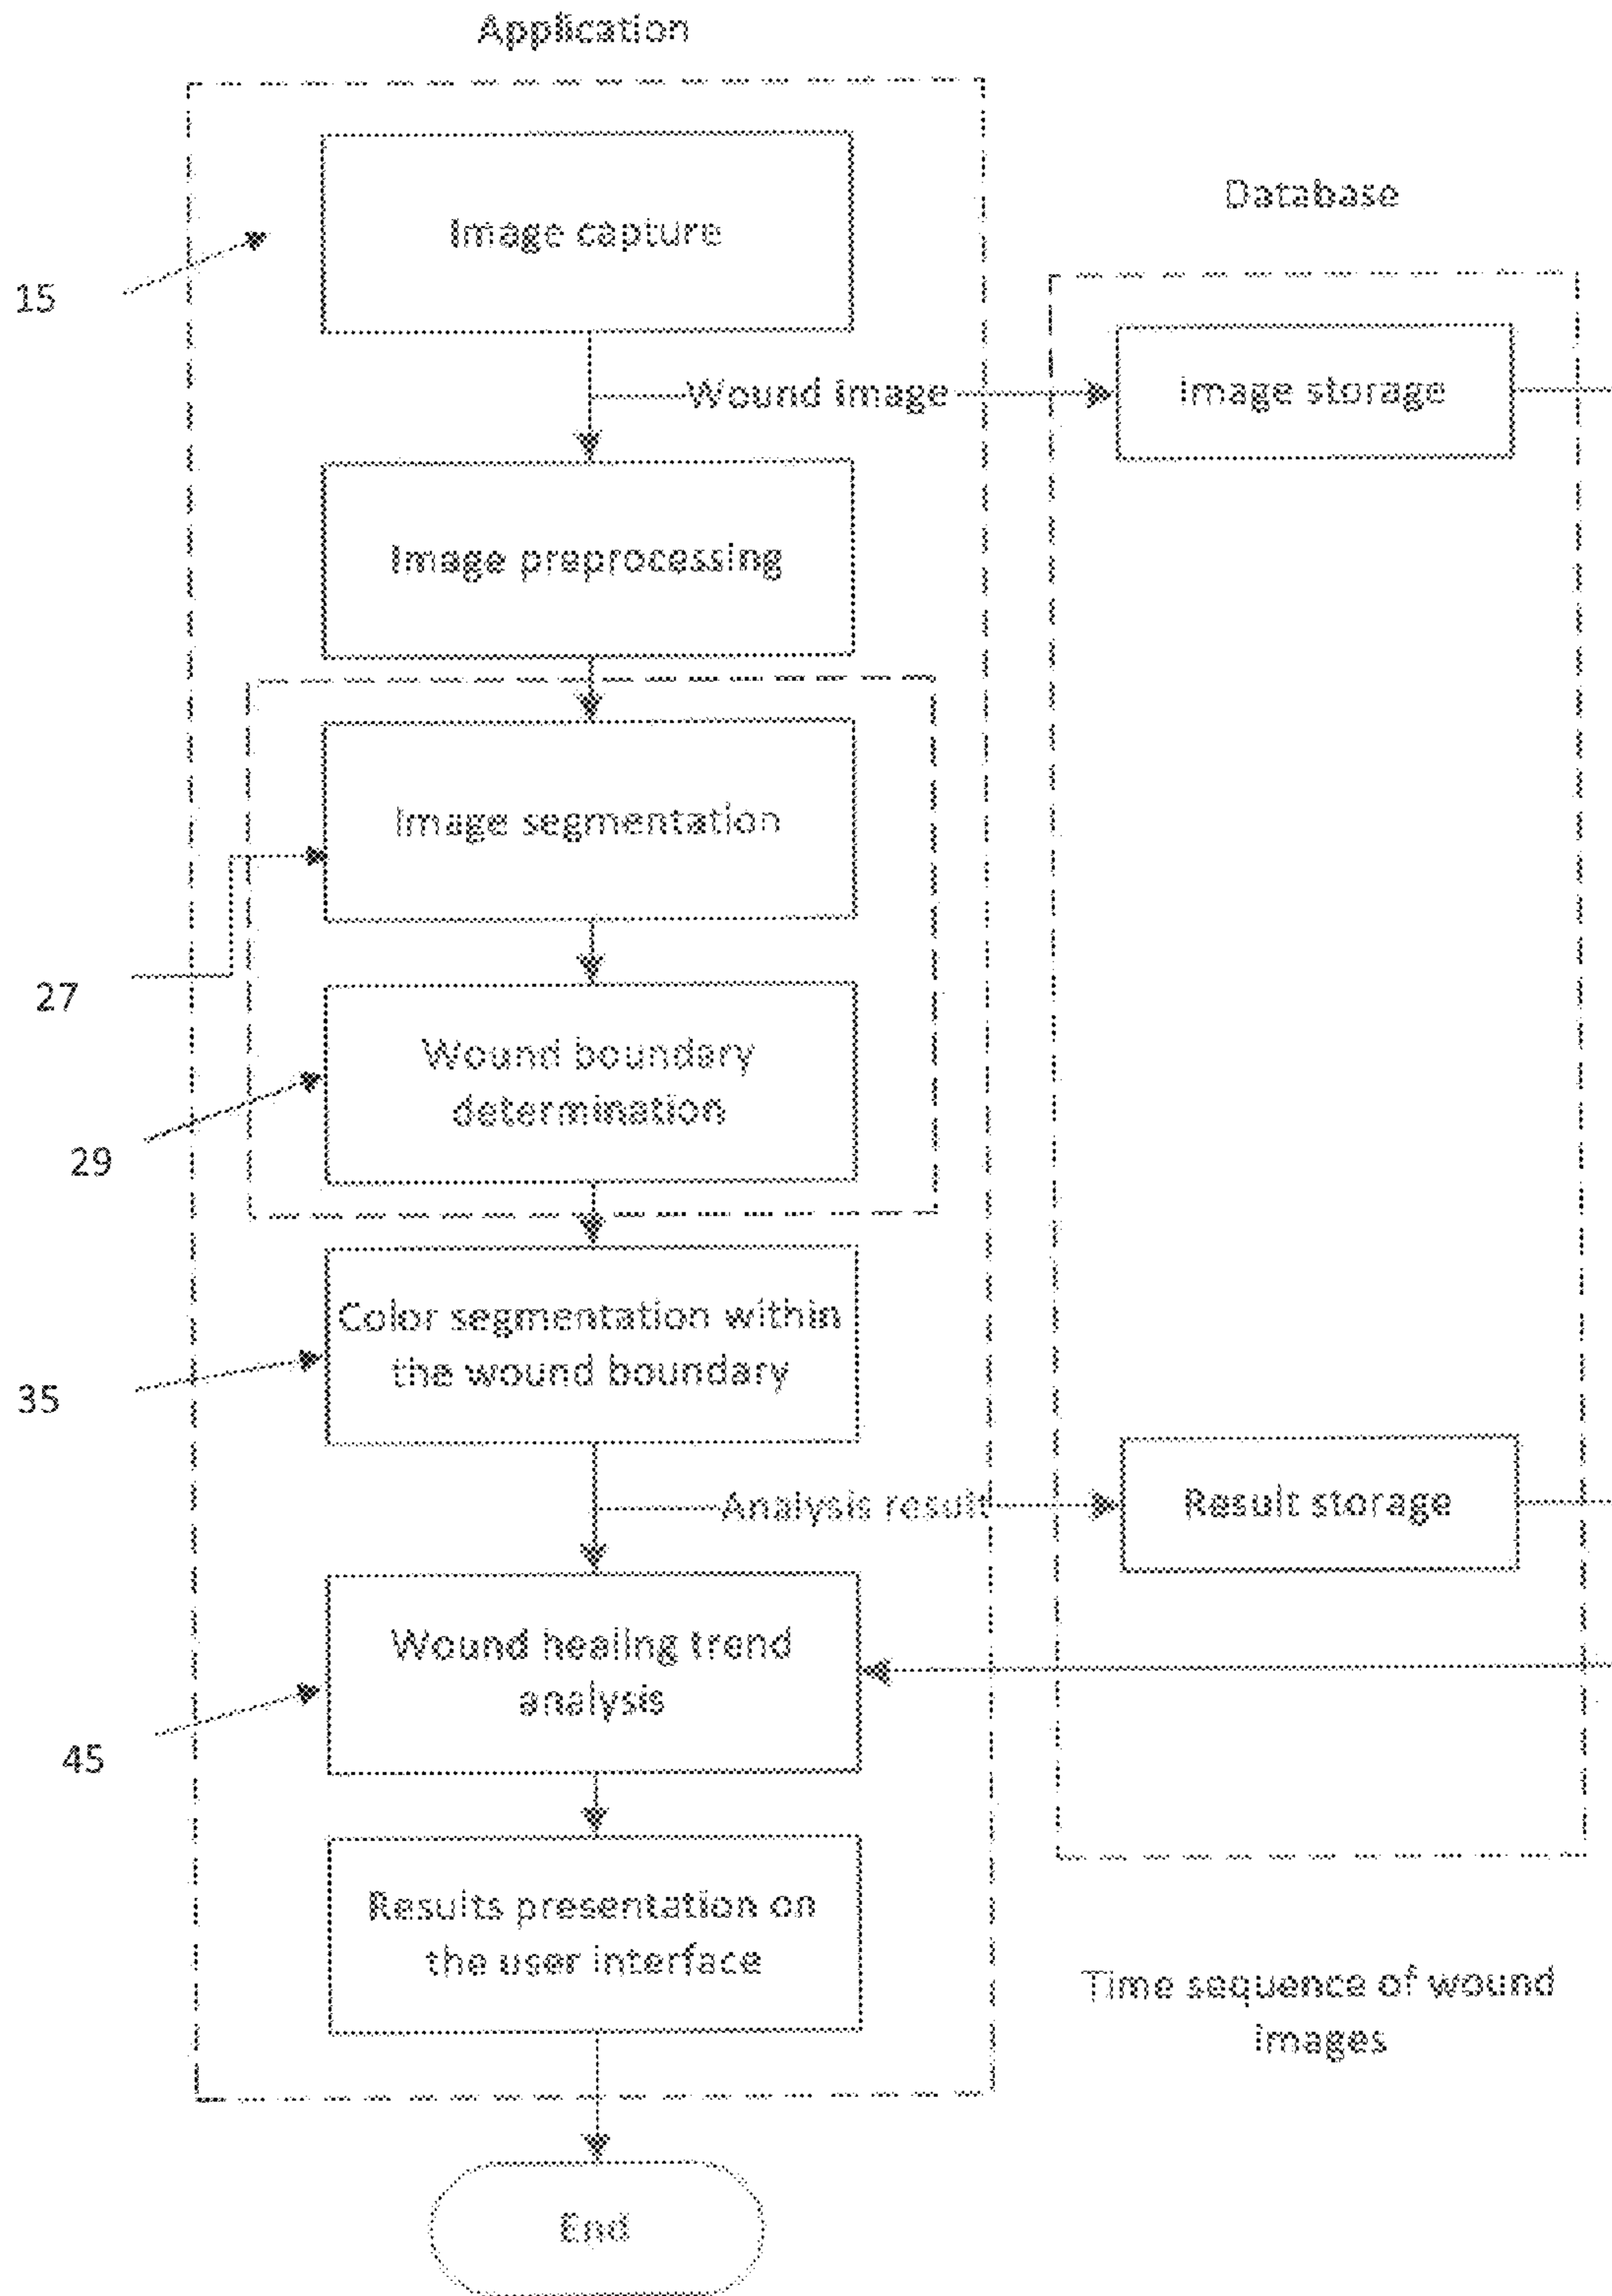 Application
Image capture
15
Database
Wound image
Image storage
Image preprocessing
Image segmentation
27
Wound boundary
determination
29
Color segmentation within
the wound boundary
35
Analysis result
Result storage
Wound healing trend
analysis
45
Results presentation on
the user interface
Time sequence of wound
images
End